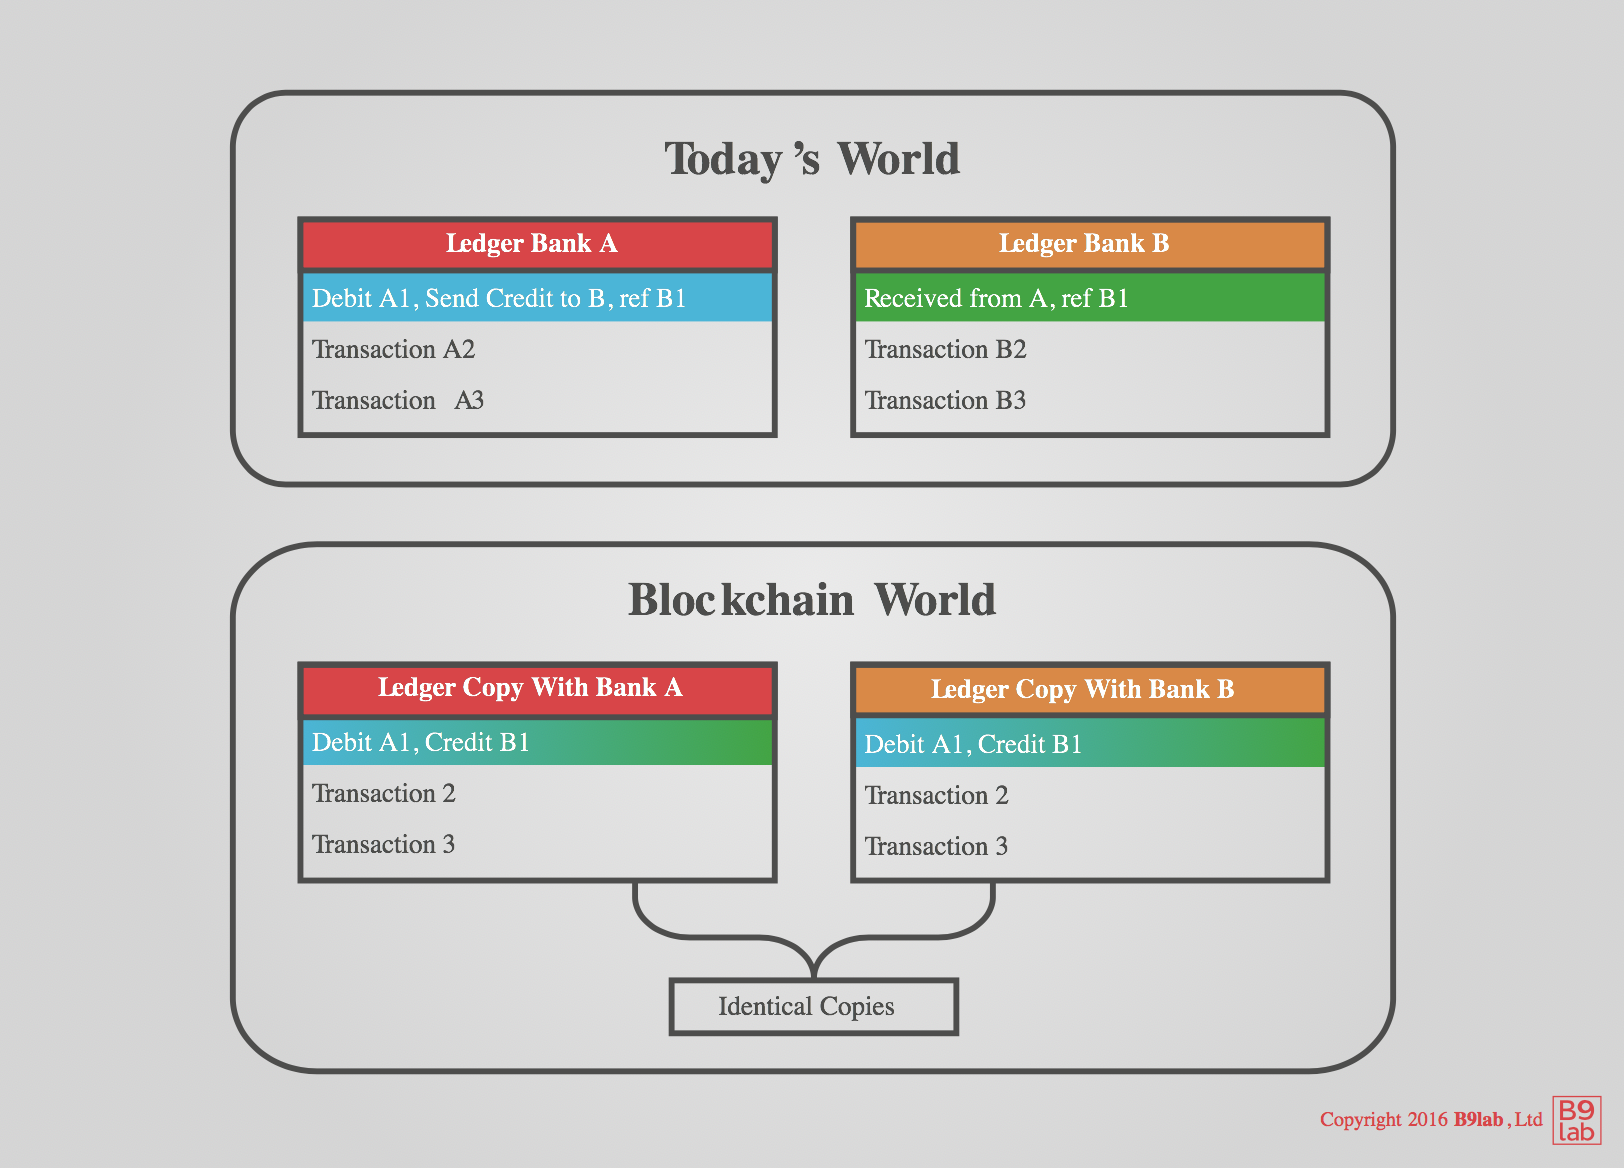 Today's World
Ledger Bank A
Debit A1, Send Credit to B, ref B1
Transaction A2
Transaction A3
Ledger Bank B
Received from A, ref B1
Transaction B2
Transaction B3
Blockchain World
Ledger Copy With Bank A
Debit A1, Credit B1
Transaction 2
Transaction 3
Ledger Copy With Bank B
Debit A1, Credit B1
Transaction 2
Transaction 3
Identical Copies
Copyright 2016 B9lab, Ltd
B9
lab